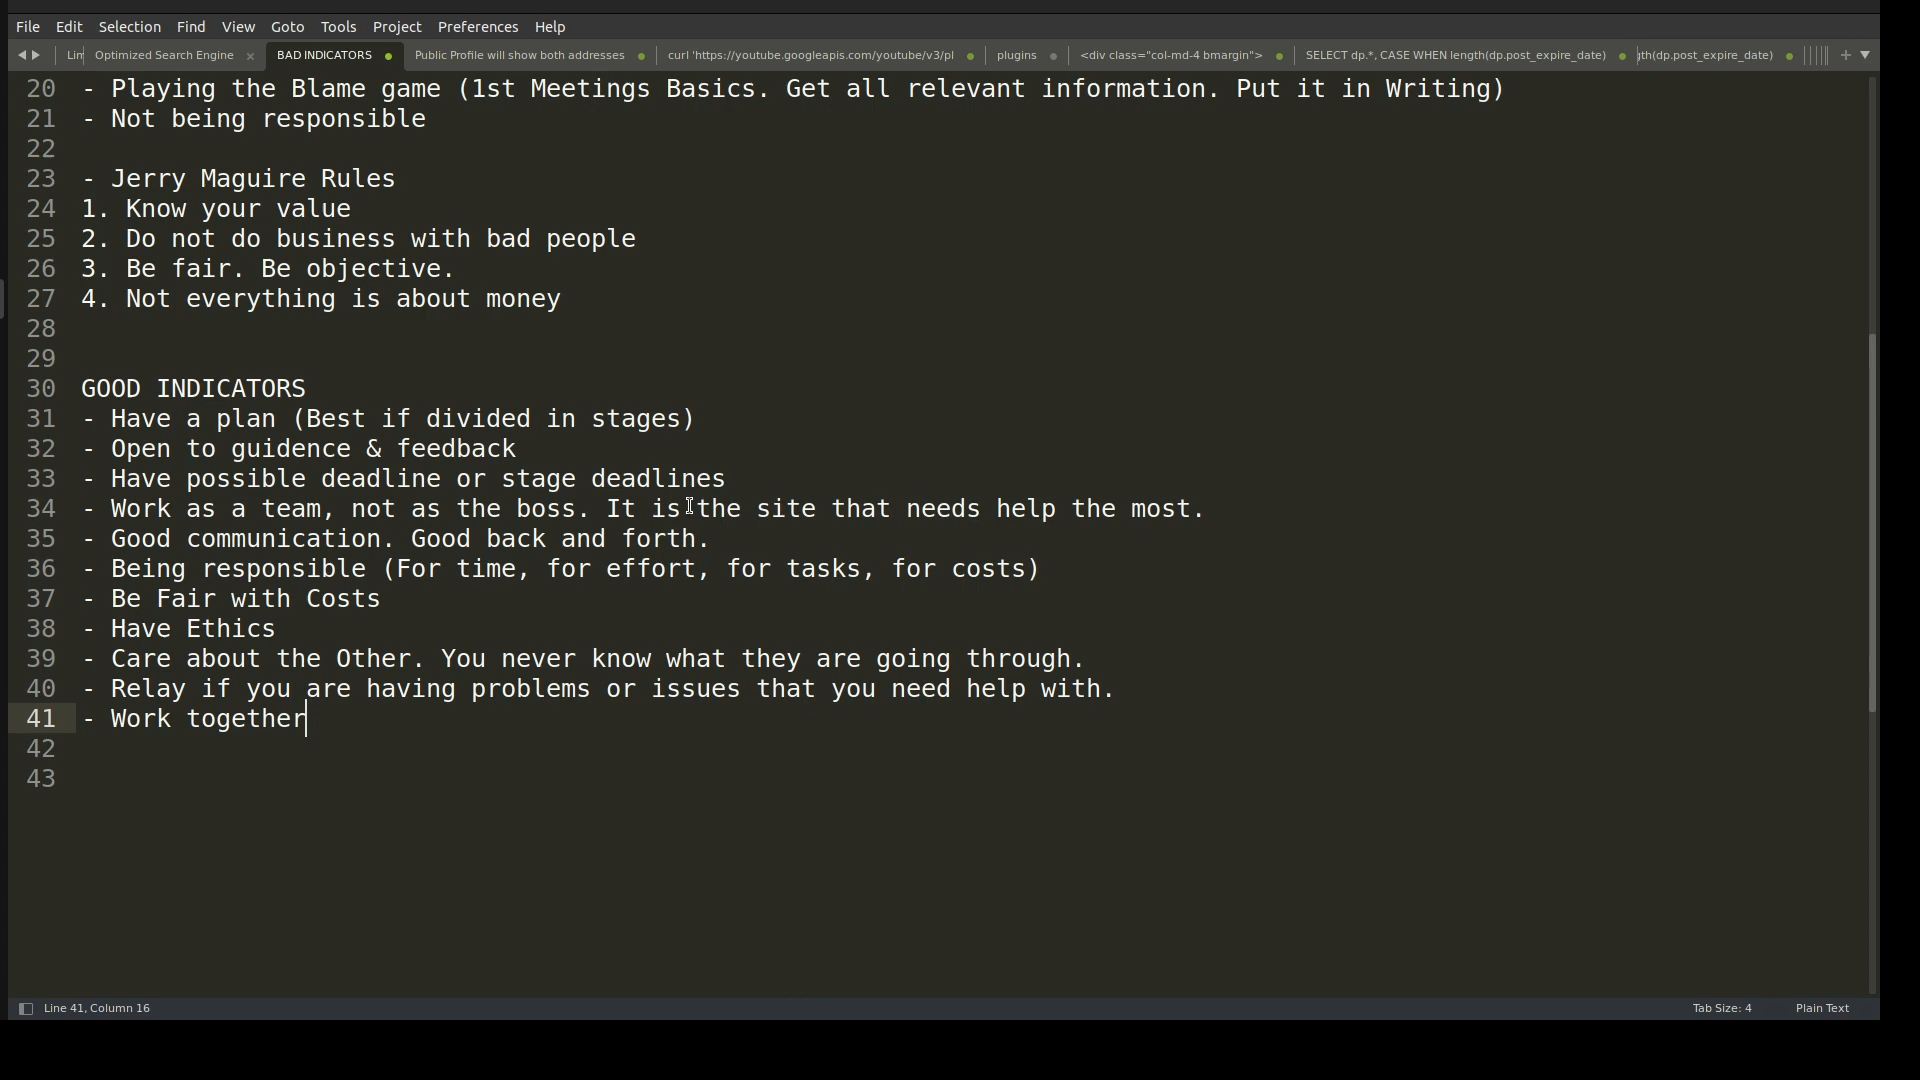 File Edit Selection Find View Goto Tools Project Preferences Help
Optimized Search Engine BAD INDICATORS Public Profile will show both addresses curl 'https://youtube.googleapis.com/youtube/v3/pl plugins <div class="col-md-4 bmargin"> SELECT dp.*, CASE WHEN length(dp.post_expire_date) gth(dp.post_expire_date)
20 - Playing the Blame game (1st Meetings Basics. Get all relevant information. Put it in Writing)
21 - Not being responsible
22
23 - Jerry Maguire Rules
24 1. Know your value
25 2. Do not do business with bad people
26 3. Be fair. Be objective.
27 4. Not everything is about money
28
29
30 GOOD INDICATORS
31 - Have a plan (Best if divided in stages)
32 - Open to guidence & feedback
33 - Have possible deadline or stage deadlines
34 - Work as a team, not as the boss. It is the site that needs help the most.
35 - Good communication. Good back and forth.
36 - Being responsible (For time, for effort, for tasks, for costs)
37 - Be Fair with Costs
38 - Have Ethics
39 - Care about the Other. You never know what they are going through.
40 - Relay if you are having problems or issues that you need help with.
41 - Work together
42
43
Line 41, Column 16 Tab Size: 4 Plain Text